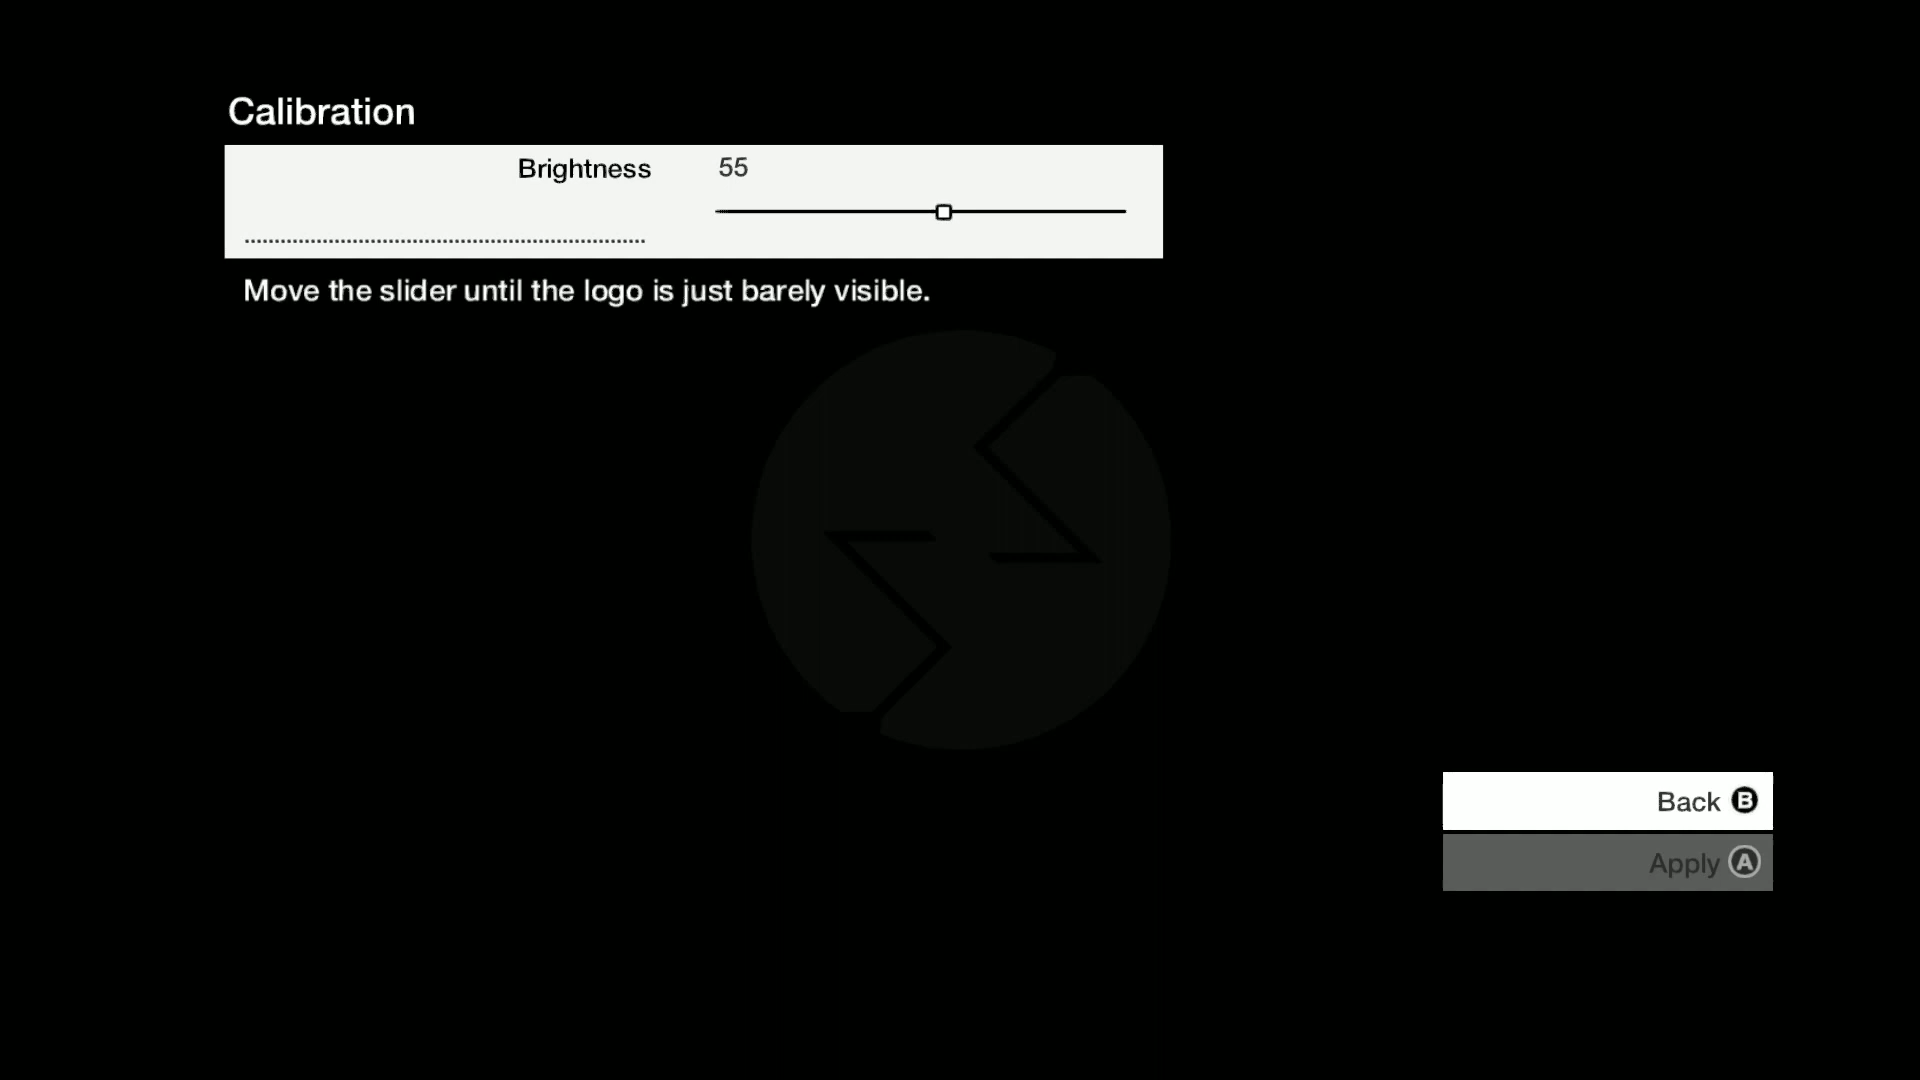 Calibration
Brightness 55
Move the slider until the logo is just barely visible.
Back B
Apply A